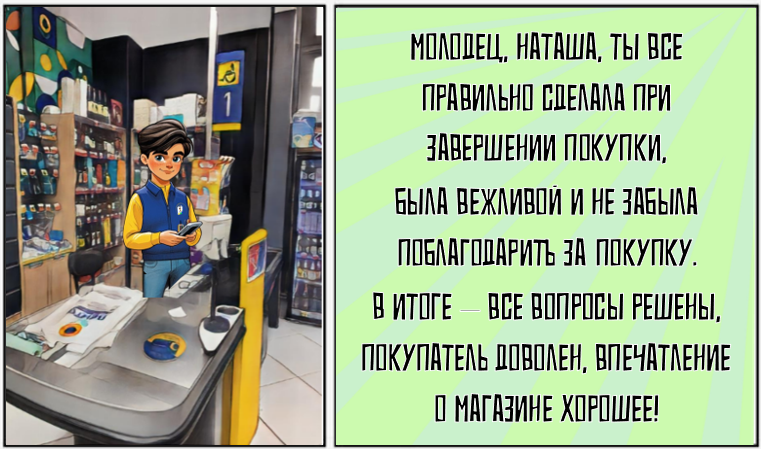 1
МОЛОДЕЦ, НАТАША, ТЫ ВСЕ
ПРАВИЛЬНО СДЕЛАЛА ПРИ
ЗАВЕРШЕНИИ ПОКУПКИ,
БЫЛА ВЕЖЛИВОЙ И НЕ ЗАБЫЛА
ПОБЛАГОДАРИТЬ ЗА ПОКУПКУ.
В ИТОГЕ — ВСЕ ВОПРОСЫ РЕШЕНЫ,
ПОКУПАТЕЛЬ ДОВОЛЕН, ВПЕЧАТЛЕНИЕ
О МАГАЗИНЕ ХОРОШЕЕ!